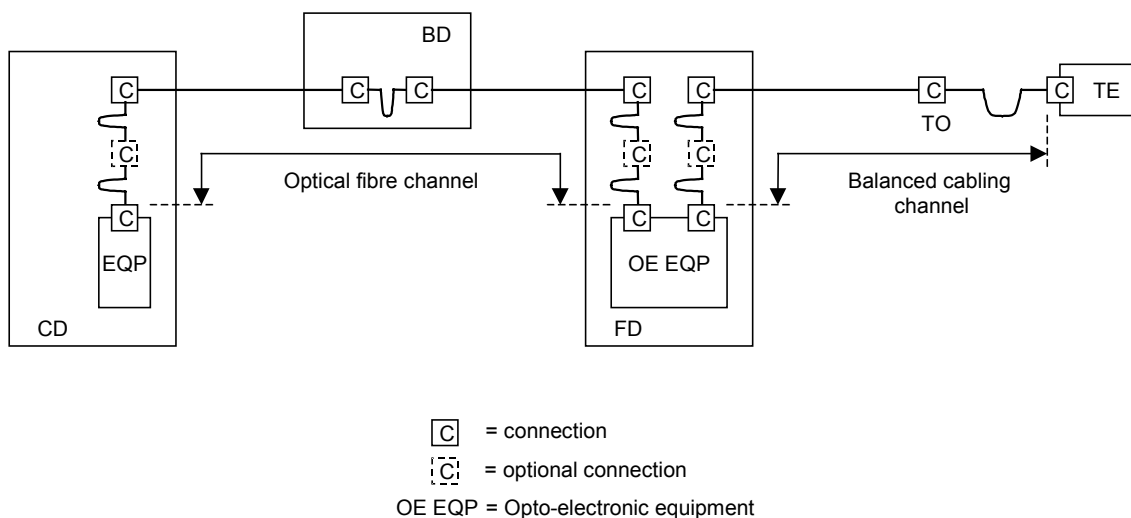 BD
C
C
C
C
C
C
C
TE
TO
C
C
C
Optical fibre channel
Balanced cabling
channel
C
C
C
EQP
OE EQP
CD
FD
C = connection
C = optional connection
OE EQP = Opto-electronic equipment